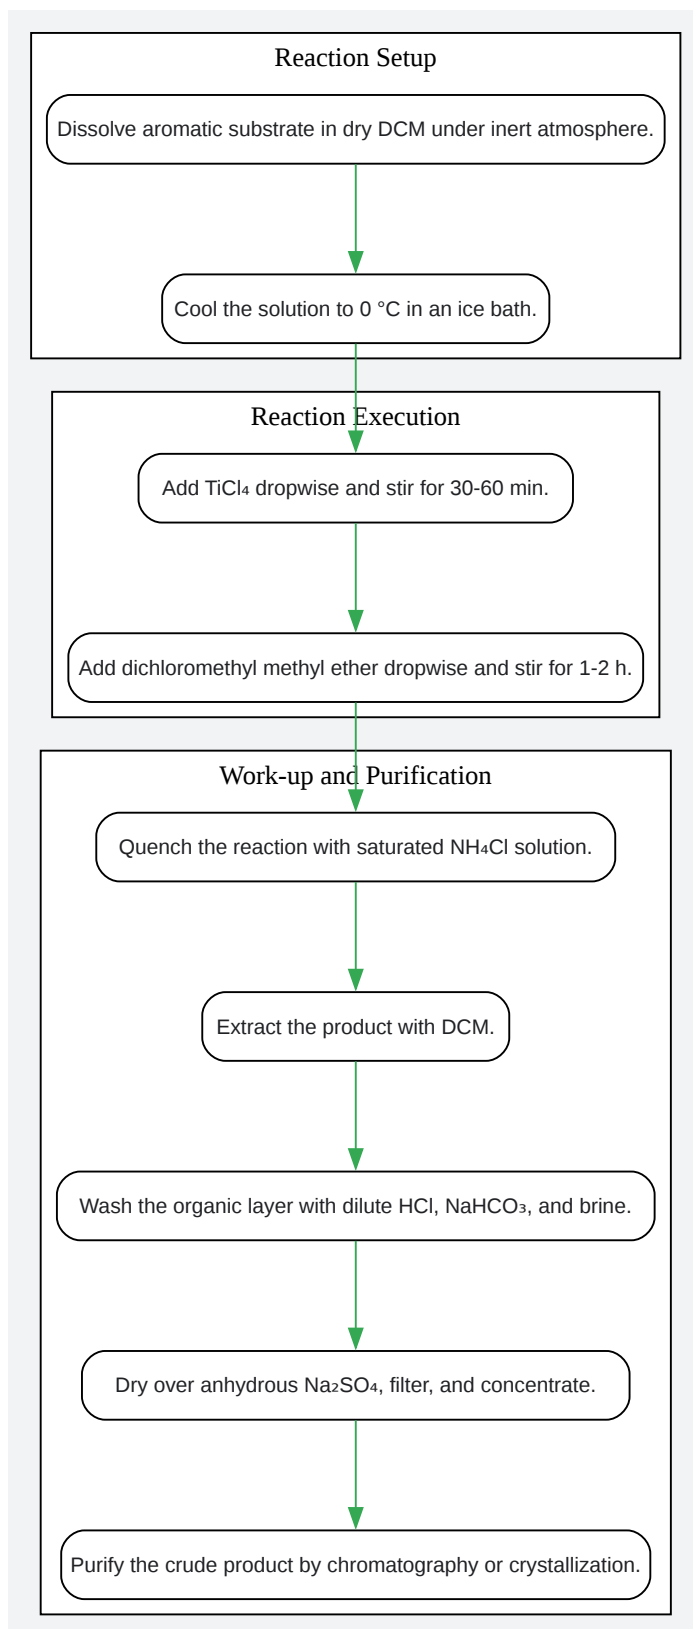 Reaction Setup
Dissolve aromatic substrate in dry DCM under inert atmosphere.
Cool the solution to 0 °C in an ice bath.
Reaction Execution
Add TiCl₄ dropwise and stir for 30-60 min.
Add dichloromethyl methyl ether dropwise and stir for 1-2 h.
Work-up and Purification
Quench the reaction with saturated NH₄Cl solution.
Extract the product with DCM.
Wash the organic layer with dilute HCl, NaHCO₃, and brine.
Dry over anhydrous Na₂SO₄, filter, and concentrate.
Purify the crude product by chromatography or crystallization.